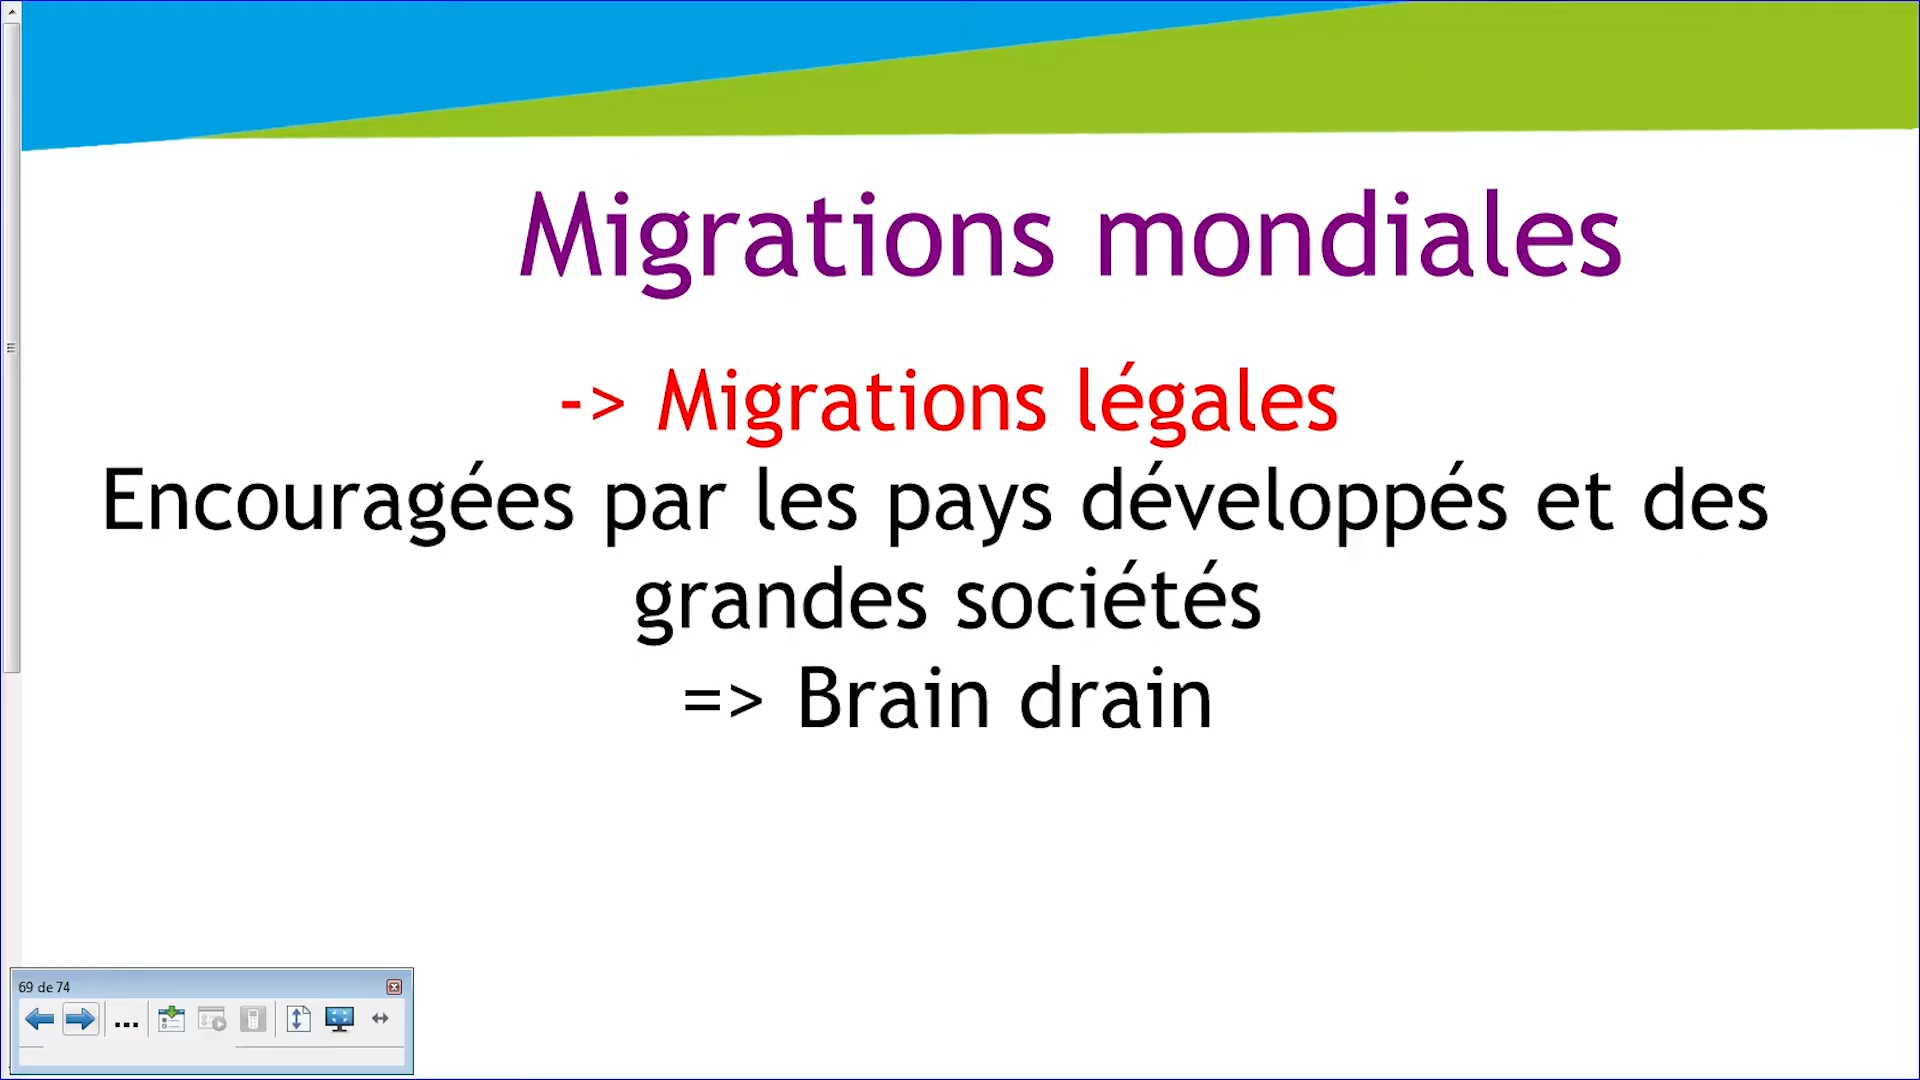 Migrations mondiales
-> Migrations légales
Encouragées par les pays développés et des
grandes sociétés
=> Brain drain
69 de 74
...